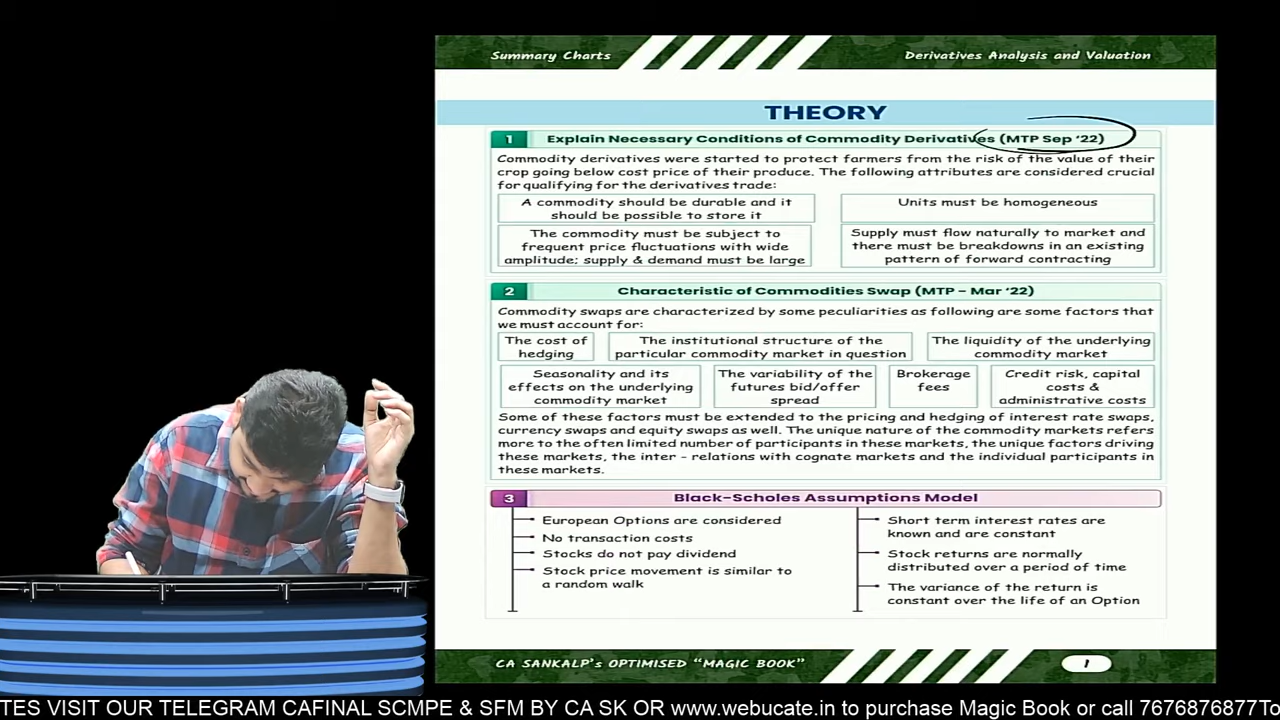 Summary Charts
Derivatives Analysis and Valuation
THEORY
1 Explain Necessary Conditions of Commodity Derivatives (MTP Sep ‘22)
Commodity derivatives were started to protect farmers from the risk of the value of their
crop going below cost price of their produce. The following attributes are considered crucial
for qualifying for the derivatives trade:
A commodity should be durable and it
should be possible to store it
Units must be homogeneous
The commodity must be subject to
frequent price fluctuations with wide
amplitude; supply & demand must be large
Supply must flow naturally to market and
there must be breakdowns in an existing
pattern of forward contracting
2 Characteristic of Commodities Swap (MTP – Mar ‘22)
Commodity swaps are characterized by some peculiarities as following are some factors that
we must account for:
The cost of
hedging
The institutional structure of the
particular commodity market in question
The liquidity of the underlying
commodity market
Seasonality and its
effects on the underlying
commodity market
The variability of the
futures bid/offer
spread
Brokerage
fees
Credit risk, capital
costs &
administrative costs
Some of these factors must be extended to the pricing and hedging of interest rate swaps,
currency swaps and equity swaps as well. The unique nature of the commodity markets refers
more to the often limited number of participants in these markets, the unique factors driving
these markets, the inter - relations with cognate markets and the individual participants in
these markets.
3 Black-Scholes Assumptions Model
European Options are considered
No transaction costs
Stocks do not pay dividend
Stock price movement is similar to
a random walk
Short term interest rates are
known and are constant
Stock returns are normally
distributed over a period of time
The variance of the return is
constant over the life of an Option
CA SANKALP's OPTIMISED “MAGIC BOOK”
1
TES VISIT OUR TELEGRAM CAFINAL SCMPE & SFM BY CA SK OR www.webucate.in to purchase Magic Book or call 7676876877To